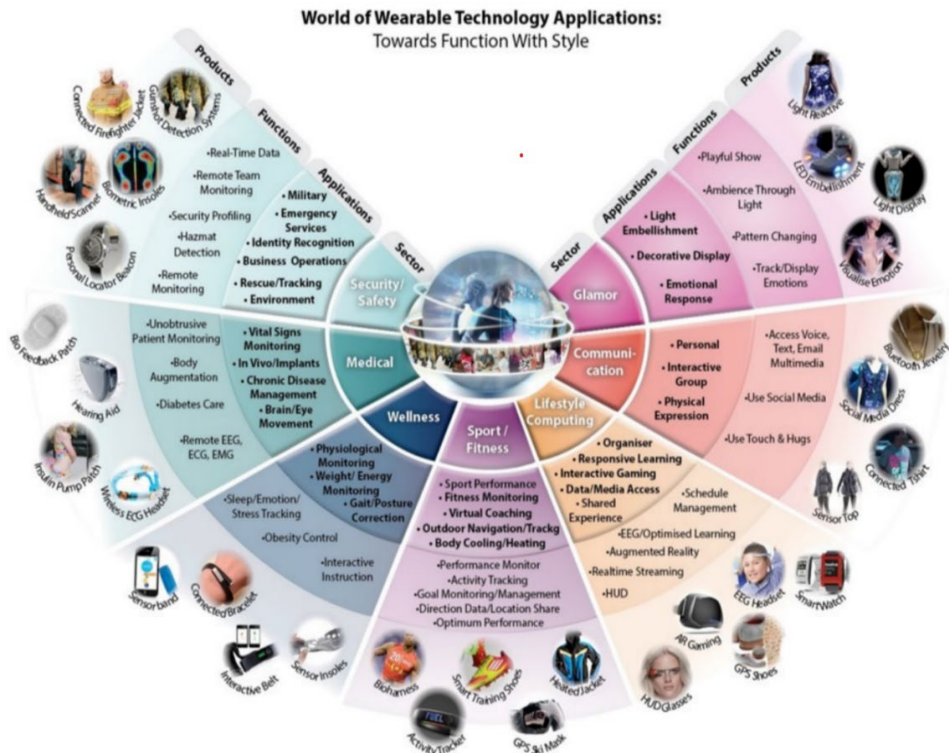 World of Wearable Technology Applications:
Towards Function With Style
Products
Functions
Applications
Sector
Connected Firefighter Jacket
Gunshot Detection Systems
Handheld Scanner
Biometric Insoles
Personal Locator Beacon
•Real-Time Data
•Remote Team
Monitoring
•Security Profiling
•Hazmat
Detection
•Remote
Monitoring
• Military
• Emergency
Services
• Identity Recognition
• Business Operations
• Rescue/Tracking
• Environment
Security/
Safety
Bio Feedback Patch
Hearing Aid
Insulin Pump Patch
Wireless ECG Headset
•Unobtrusive
Patient Monitoring
•Body
Augmentation
•Diabetes Care
•Remote EEG,
ECG, EMG
• Vital Signs
Monitoring
• In Vivo/Implants
• Chronic Disease
Management
• Brain/Eye
Movement
Medical
Wellness
• Physiological
Monitoring
• Weight/ Energy
Monitoring
• Gait/Posture
Correction
•Sleep/Emotion/
Stress Tracking
•Obesity Control
•Interactive
Instruction
Sensorband
Connected Bracelet
Interactive Belt
Sensor Insoles
Sport /
Fitness
• Sport Performance
• Fitness Monitoring
• Virtual Coaching
• Outdoor Navigation/Trackg
• Body Cooling/Heating
•Performance Monitor
•Activity Tracking
•Goal Monitoring/Management
•Direction Data/Location Share
•Optimum Performance
Bioharness
Smart Training Shoes
Heated Jacket
FUEL
Activity Tracker
GPS Ski Mask
Lifestyle
Computing
• Organiser
• Responsive Learning
• Interactive Gaming
• Data/Media Access
• Shared
Experience
•Schedule
Management
•EEG/Optimised Learning
•Augmented Reality
•Realtime Streaming
•HUD
EEG Headset
SmartWatch
AR Gaming
GPS Shoes
HUD Glasses
Communi-
cation
• Personal
• Interactive
Group
• Physical
Expression
•Access Voice,
Text, Email
Multimedia
•Use Social Media
•Use Touch & Hugs
Bluetooth Jewelry
Social Media Dress
Connected Tshirt
Sensor Top
Products
Functions
Applications
Sector
Glamor
• Light
Embellishment
• Decorative Display
• Emotional
Response
•Playful Show
•Ambience Through
Light
•Pattern Changing
•Track/Display
Emotions
Light Reactive
LED Embellishment
Light Display
Visualise Emotion